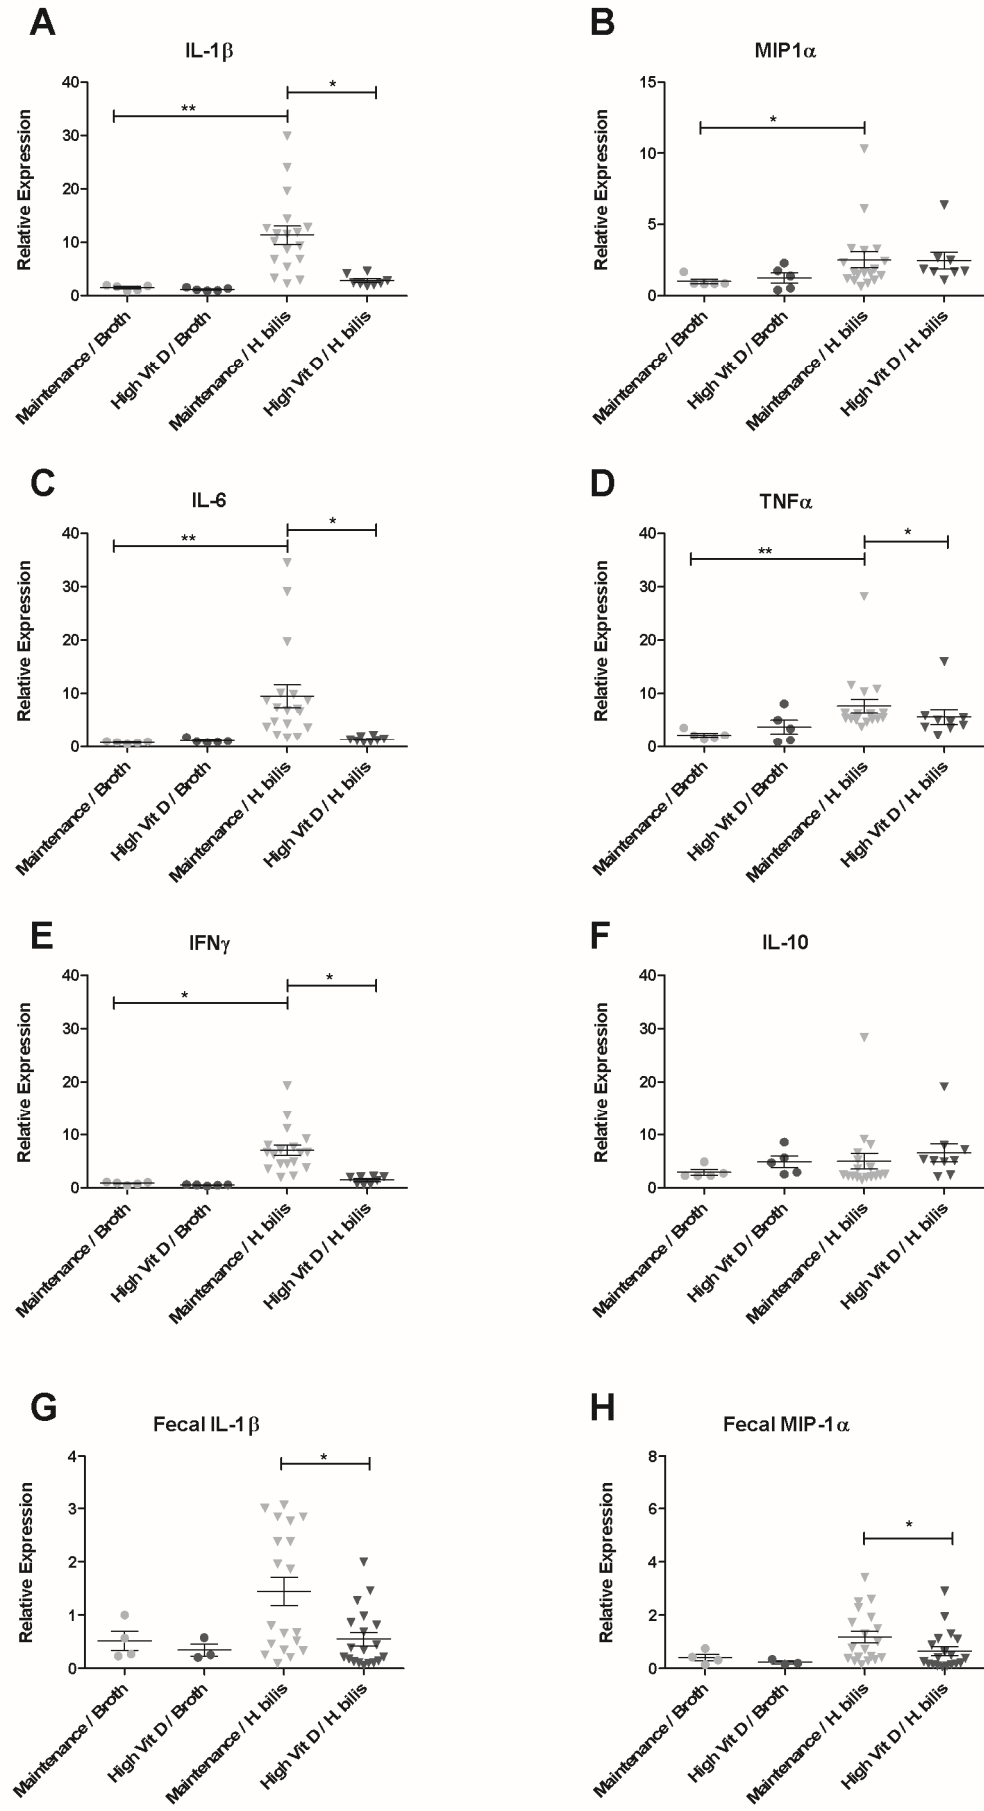 A
IL-1β
Relative Expression
40
30
20
10
0
**
*
Maintenance / Broth
High Vit D / Broth
Maintenance / H. bilis
High Vit D / H. bilis
B
MIP1α
Relative Expression
15
10
5
0
*
Maintenance / Broth
High Vit D / Broth
Maintenance / H. bilis
High Vit D / H. bilis
C
IL-6
Relative Expression
40
30
20
10
0
**
*
Maintenance / Broth
High Vit D / Broth
Maintenance / H. bilis
High Vit D / H. bilis
D
TNFα
Relative Expression
40
30
20
10
0
**
*
Maintenance / Broth
High Vit D / Broth
Maintenance / H. bilis
High Vit D / H. bilis
E
IFNγ
Relative Expression
40
30
20
10
0
*
*
Maintenance / Broth
High Vit D / Broth
Maintenance / H. bilis
High Vit D / H. bilis
F
IL-10
Relative Expression
40
30
20
10
0
Maintenance / Broth
High Vit D / Broth
Maintenance / H. bilis
High Vit D / H. bilis
G
Fecal IL-1β
Relative Expression
4
3
2
1
0
*
Maintenance / Broth
High Vit D / Broth
Maintenance / H. bilis
High Vit D / H. bilis
H
Fecal MIP-1α
Relative Expression
8
6
4
2
0
*
Maintenance / Broth
High Vit D / Broth
Maintenance / H. bilis
High Vit D / H. bilis